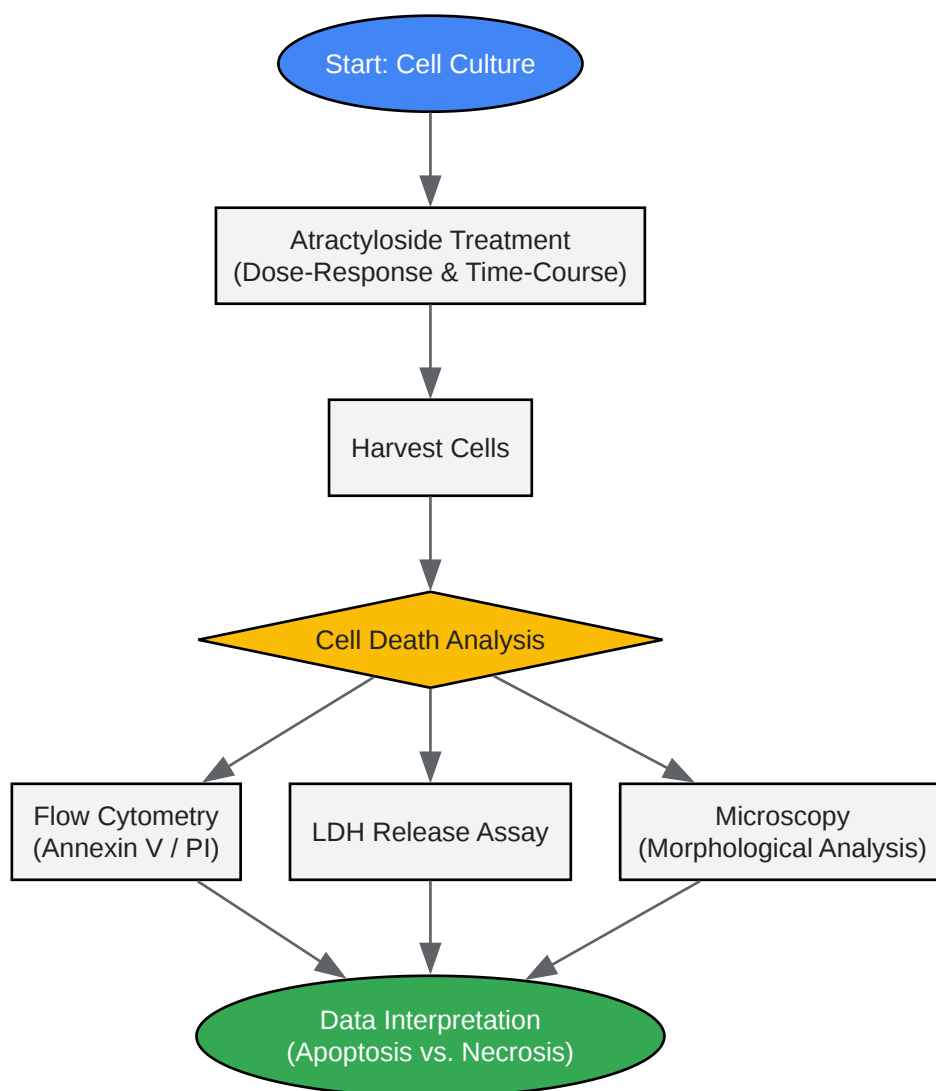 Start: Cell Culture
Atractyloside Treatment
(Dose-Response & Time-Course)
Harvest Cells
Cell Death Analysis
Flow Cytometry
(Annexin V / PI)
LDH Release Assay
Microscopy
(Morphological Analysis)
Data Interpretation
(Apoptosis vs. Necrosis)